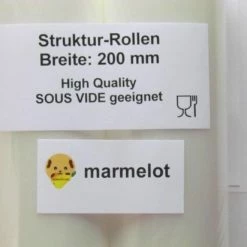 Struktur-Rollen
Breite: 200 mm
High Quality
SOUS VIDE geeignet
marmelot